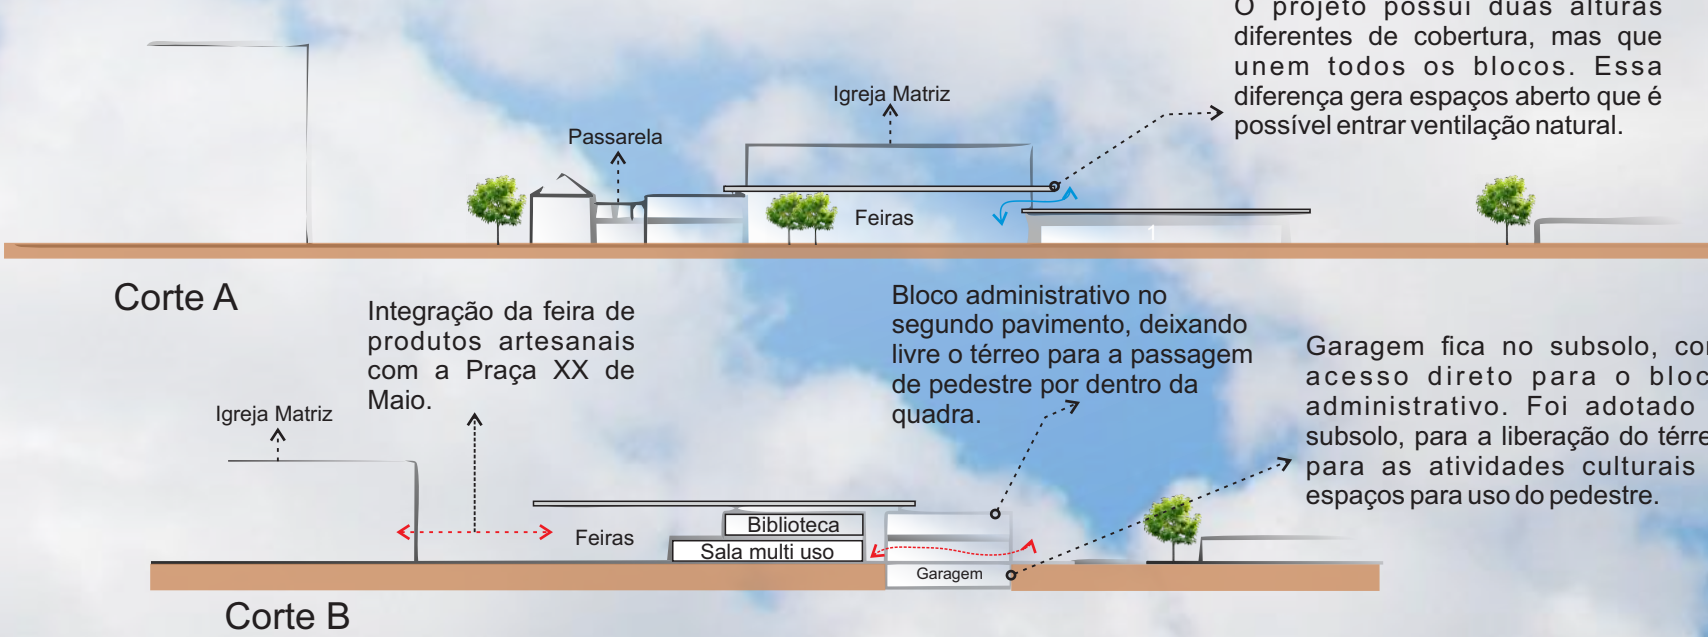 O projeto possui duas alturas
diferentes de cobertura, mas que
unem todos os blocos. Essa
diferença gera espaços aberto que é
possível entrar ventilação natural.
Igreja Matriz
Passarela
Feiras
1
Corte A
Integração da feira de
produtos artesanais
com a Praça XX de
Maio.
Bloco administrativo no
segundo pavimento, deixando
livre o térreo para a passagem
de pedestre por dentro da
quadra.
Garagem fica no subsolo, co
acesso direto para o bloc
administrativo. Foi adotado
subsolo, para a liberação do térre
para as atividades culturais
espaços para uso do pedestre.
Igreja Matriz
Feiras
Biblioteca
Sala multi uso
Garagem
Corte B